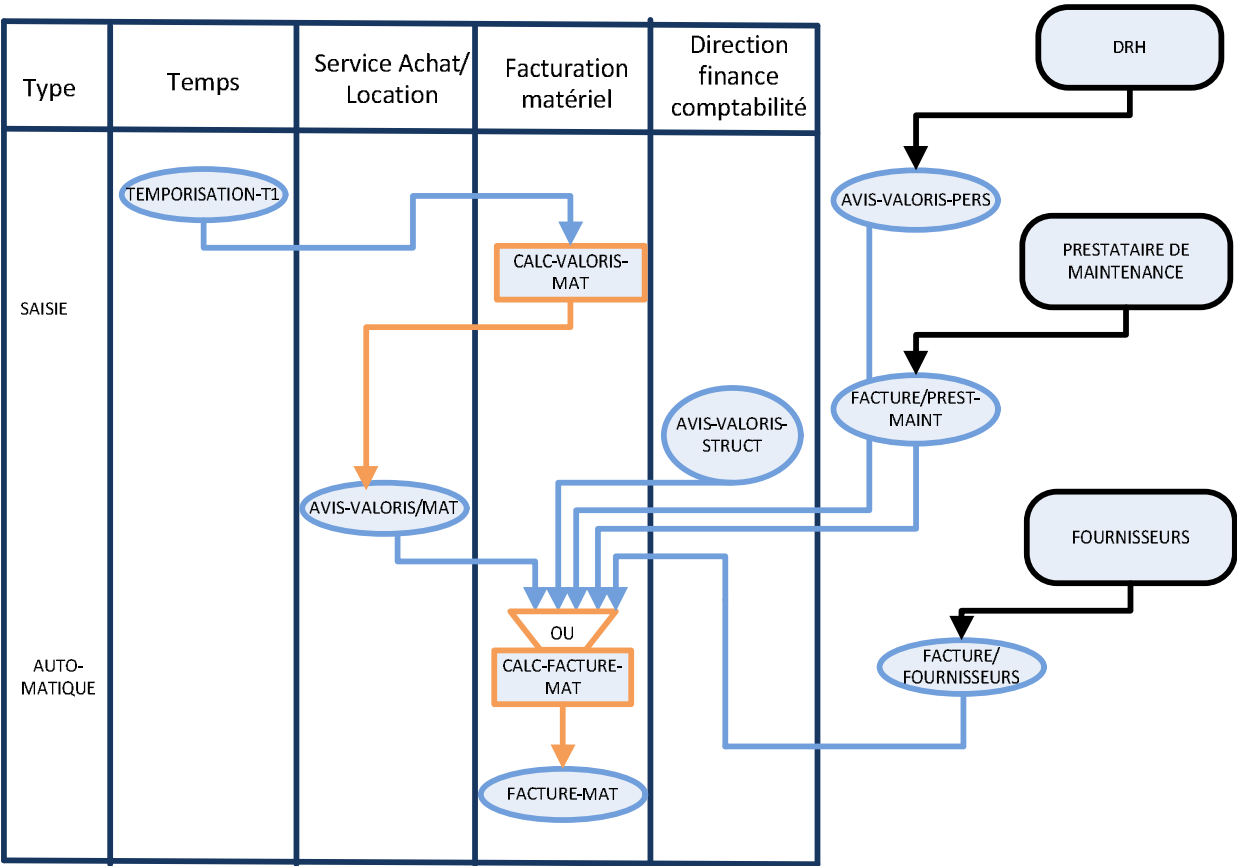 Type
Temps
Service Achat/
Location
Facturation
matériel
Direction
finance
comptabilité
DRH
TEMPORISATION-T1
AVIS-VALORIS-PERS
CALC-VALORIS-
MAT
PRESTATAIRE DE
MAINTENANCE
SAISIE
FACTURE/PREST-
MAINT
AVIS-VALORIS-
STRUCT
AVIS-VALORIS/MAT
FOURNISSEURS
OU
CALC-FACTURE-
MAT
AUTO-
MATIQUE
FACTURE/
FOURNISSEURS
FACTURE-MAT